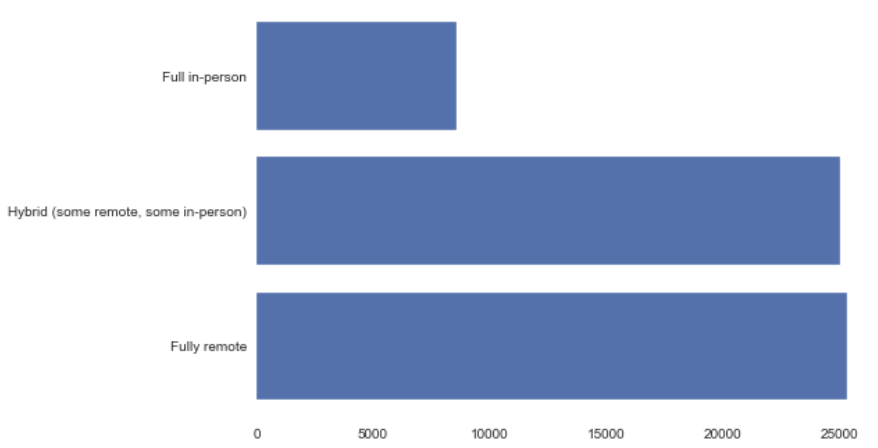 Full in-person
Hybrid (some remote, some in-person)
Fully remote
0 5000 10000 15000 20000 25000